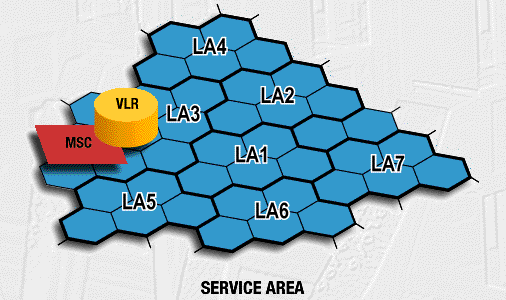 LA4
LA2
VLR
LA3
MSC
LA1
LA7
LA5
LA6
SERVICE AREA